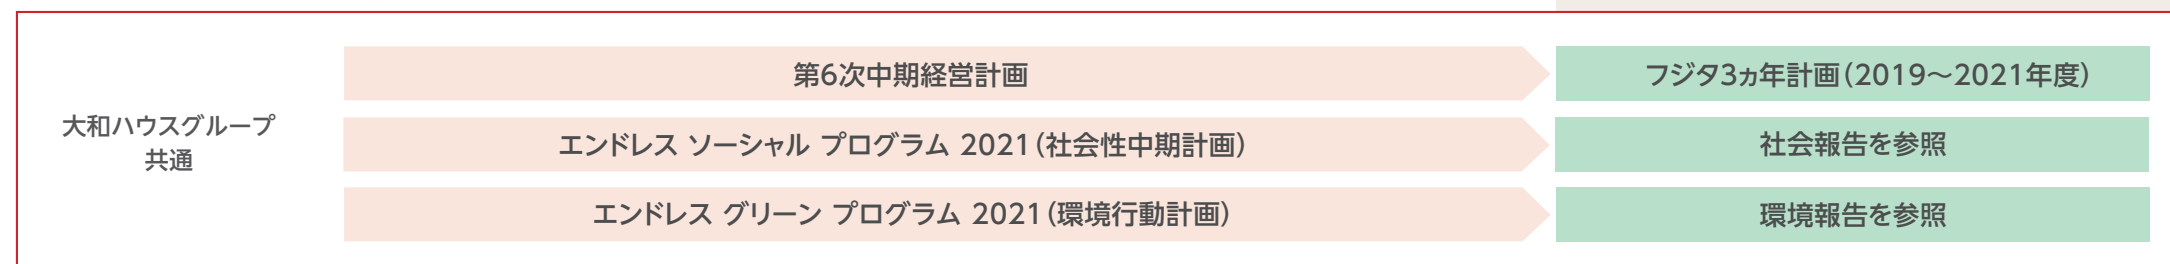 大和ハウスグループ
共通
第6次中期経営計画
フジタ3ヵ年計画(2019～2021年度)
エンドレス ソーシャル プログラム 2021(社会性中期計画)
社会報告を参照
エンドレス グリーン プログラム 2021(環境行動計画)
環境報告を参照